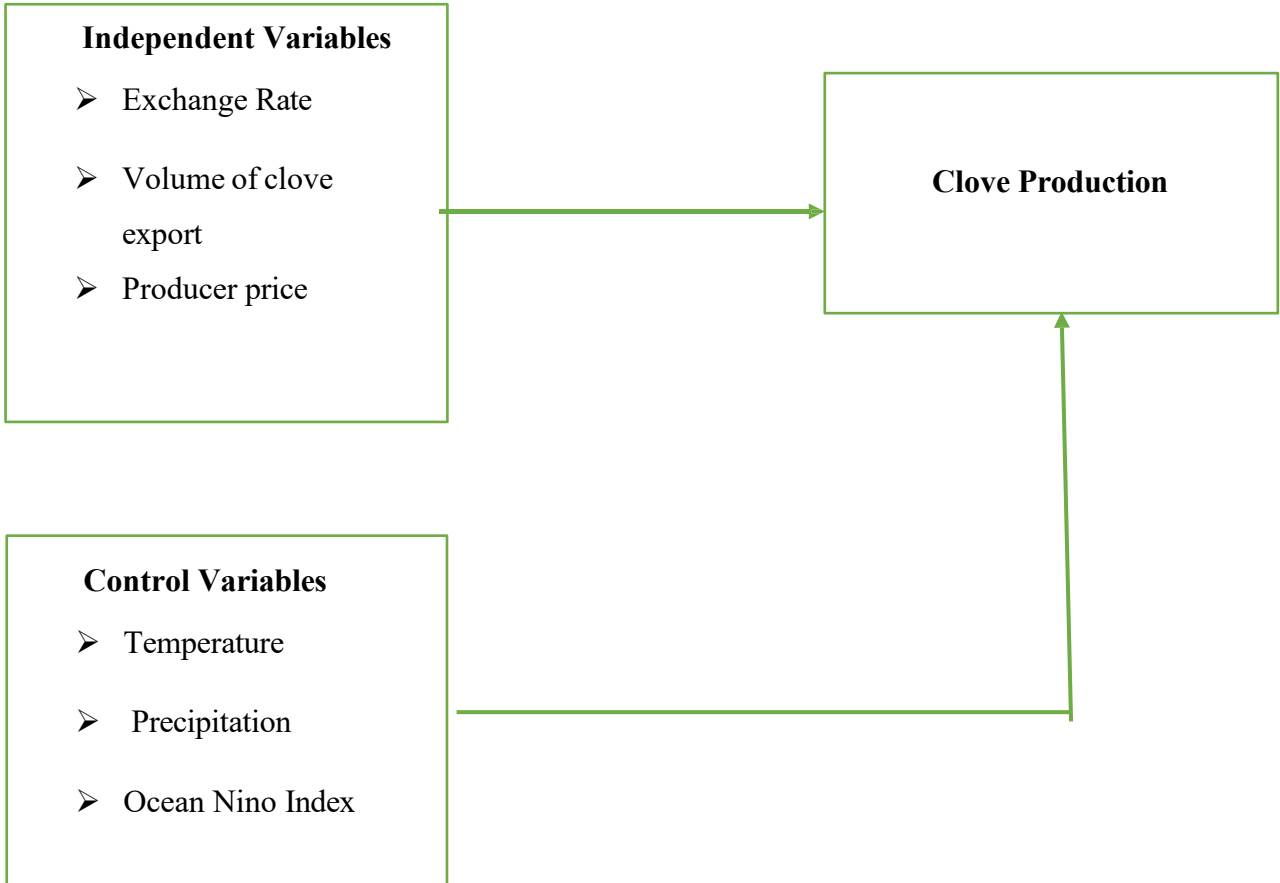 Independent Variables
➢ Exchange Rate
➢ Volume of clove
export
➢ Producer price
Clove Production
Control Variables
➢ Temperature
➢ Precipitation
➢ Ocean Nino Index